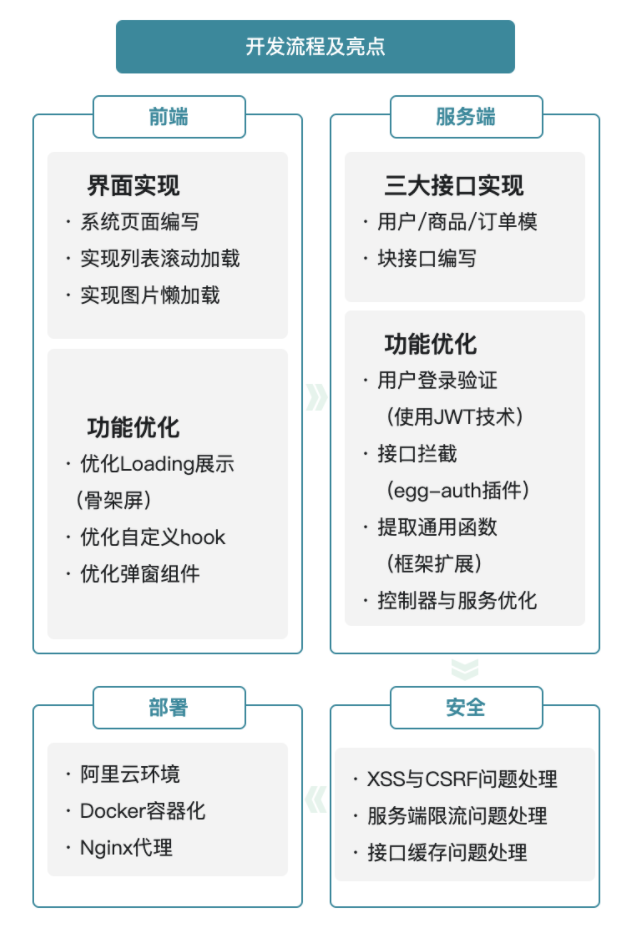 开发流程及亮点
前端
界面实现
· 系统页面编写
· 实现列表滚动加载
· 实现图片懒加载
功能优化
· 优化Loading展示
（骨架屏）
· 优化自定义hook
· 优化弹窗组件
服务端
三大接口实现
· 用户/商品/订单模
· 块接口编写
功能优化
· 用户登录验证
（使用JWT技术）
· 接口拦截
（egg-auth插件）
· 提取通用函数
（框架扩展）
· 控制器与服务优化
安全
· XSS与CSRF问题处理
· 服务端限流问题处理
· 接口缓存问题处理
部署
· 阿里云环境
· Docker容器化
· Nginx代理